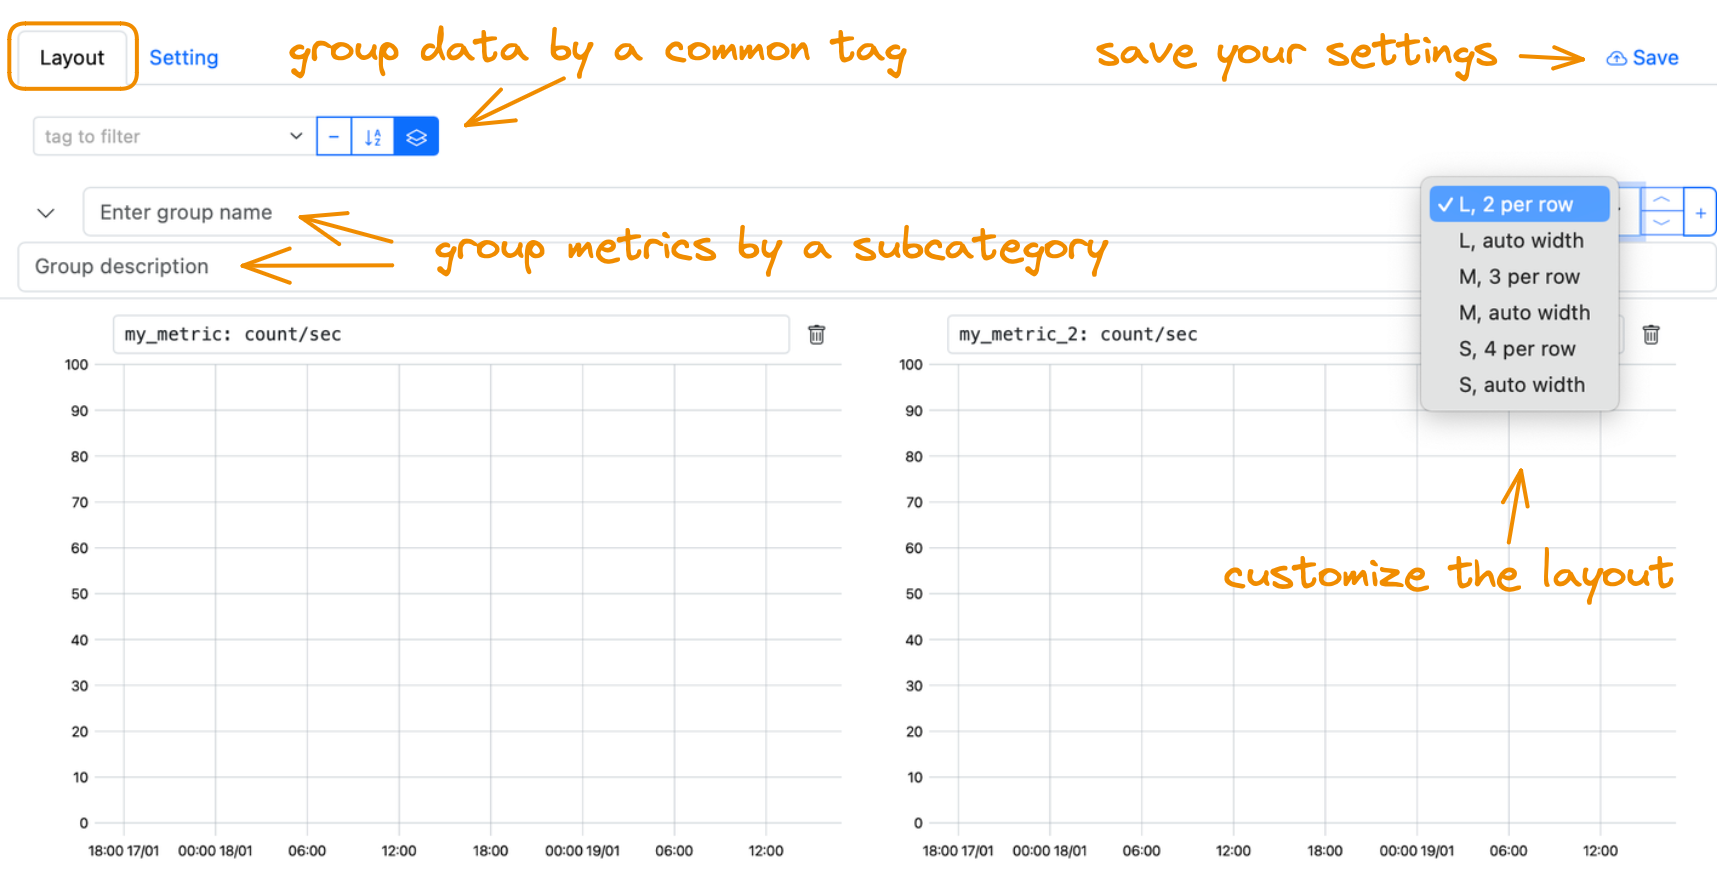 Layout
Setting
group data by a common tag
save your settings
Save
tag to filter
Enter group name
group metrics by a subcategory
Group description
✓ L, 2 per row
L, auto width
M, 3 per row
M, auto width
S, 4 per row
S, auto width
my_metric: count/sec
my_metric_2: count/sec
customize the layout
100
90
80
70
60
50
40
30
20
10
0
18:00 17/01 00:00 18/01 06:00 12:00 18:00 00:00 19/01 06:00 12:00
100
90
80
70
60
50
40
30
20
10
0
18:00 17/01 00:00 18/01 06:00 12:00 18:00 00:00 19/01 06:00 12:00